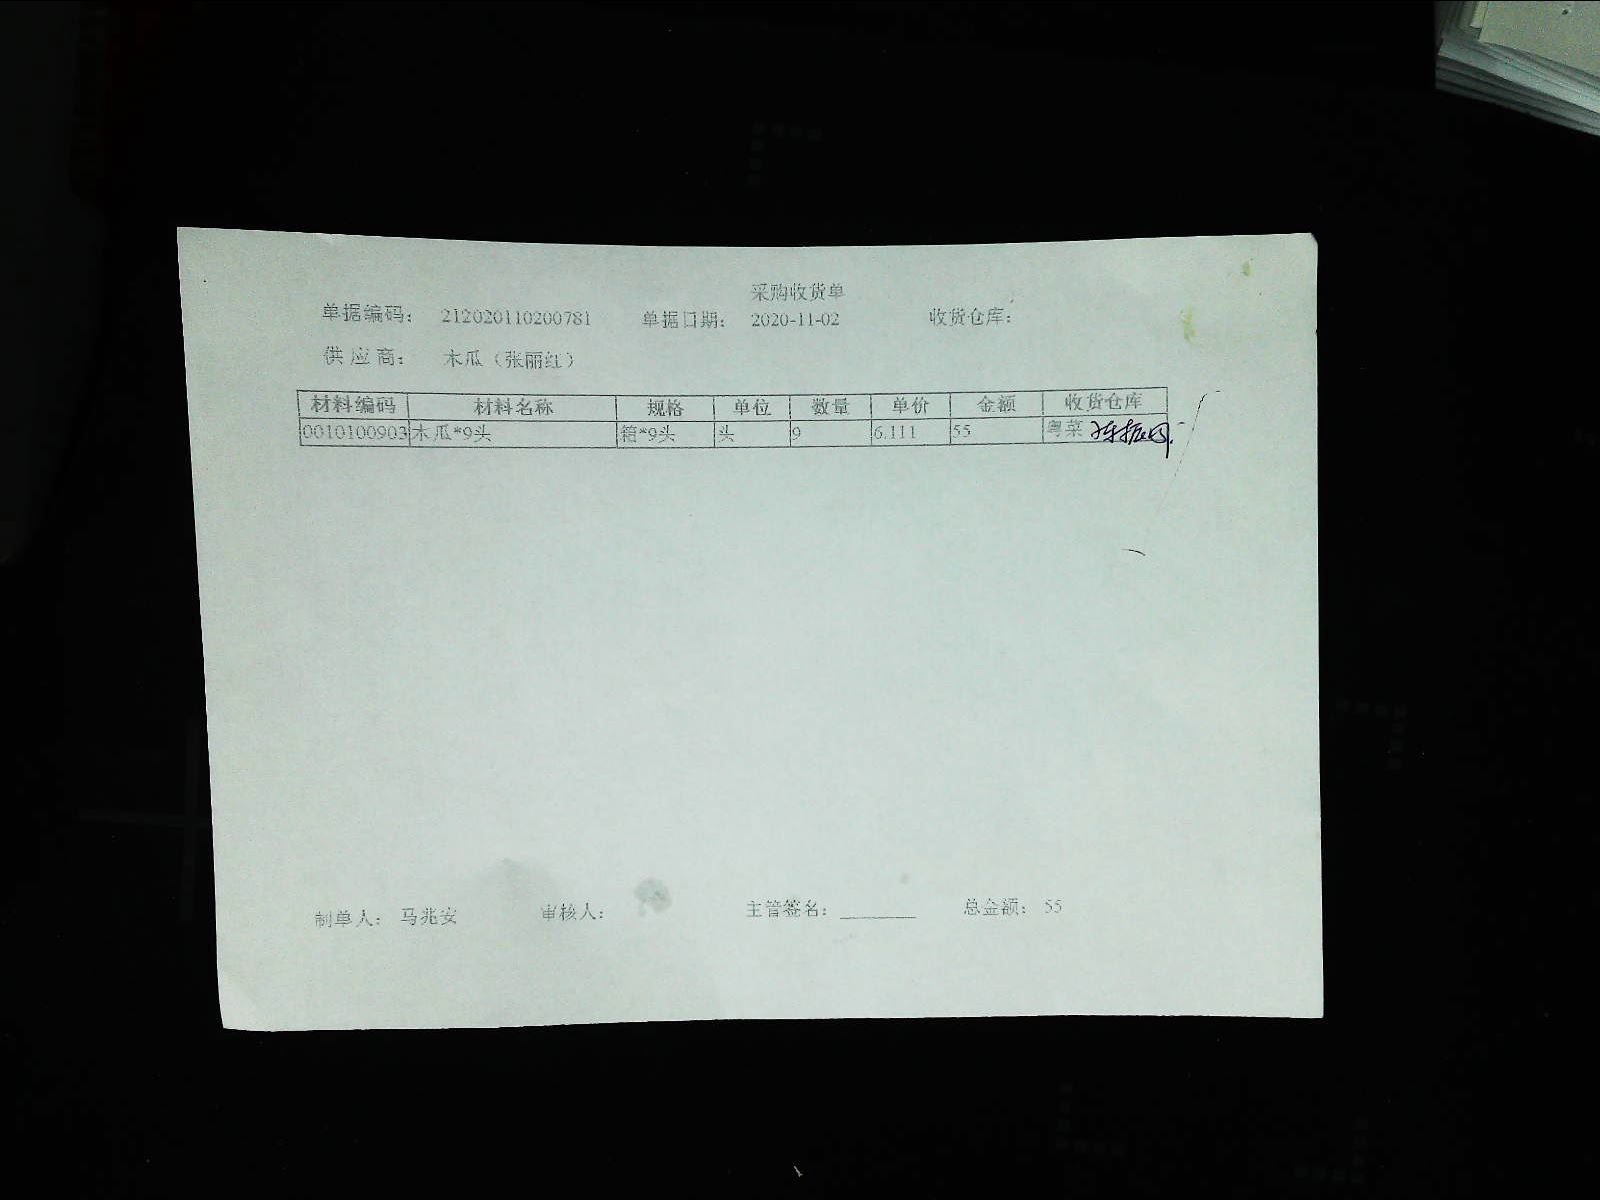 采购收货单
单据编码： 212020110200781 单据日期： 2020-11-02 收货仓库：
供应商： 木瓜（张丽红）
材料编码 材料名称 规格 单位 数量 单价 金额 收货仓库
0010100903 木瓜*9头 箱*9头 头 9 6.111 55 粤菜
制单人： 马兆安 审核人： 主管签名： 总金额： 55